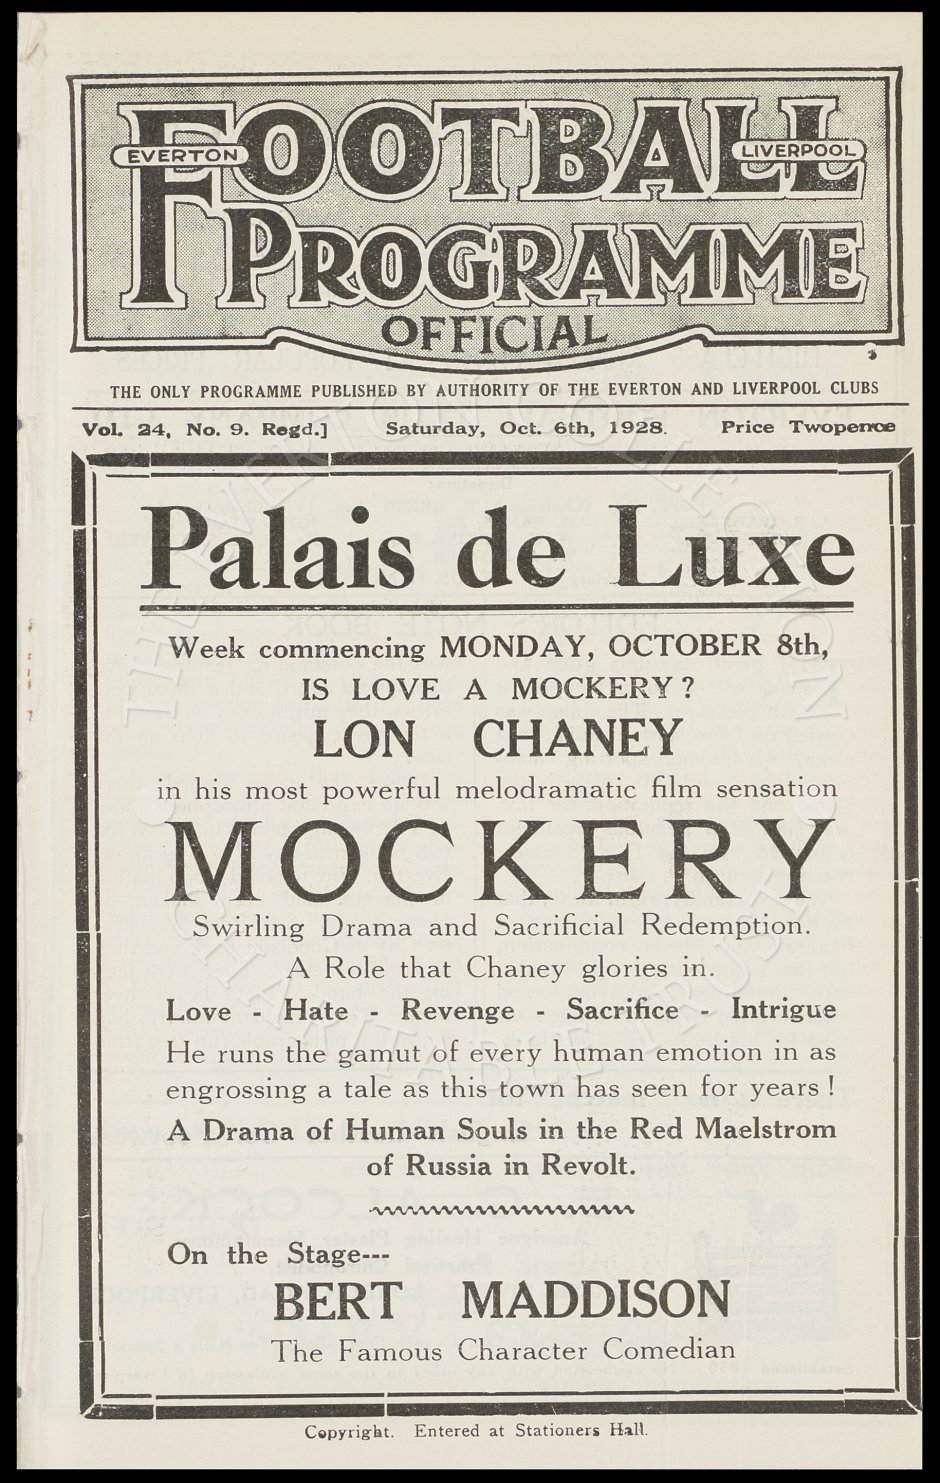 FOOTBALL
EVERTON
LIVERPOOL
PROGRAMME
OFFICIAL
THE ONLY PROGRAMME PUBLISHED BY AUTHORITY OF THE EVERTON AND LIVERPOOL CLUBS
Vol. 24, No. 9. Regd.] Saturday, Oct. 6th, 1928. Price Twopence
Palais de Luxe
Week commencing MONDAY, OCTOBER 8th,
IS LOVE A MOCKERY?
LON CHANEY
in his most powerful melodramatic film sensation
MOCKERY
Swirling Drama and Sacrificial Redemption.
A Role that Chaney glories in.
Love - Hate - Revenge - Sacrifice - Intrigue
He runs the gamut of every human emotion in as
engrossing a tale as this town has seen for years!
A Drama of Human Souls in the Red Maelstrom
of Russia in Revolt.
On the Stage---
BERT MADDISON
The Famous Character Comedian
Copyright. Entered at Stationers Hall.
THE EVERTON COLLECTION
CHARITABLE TRUST